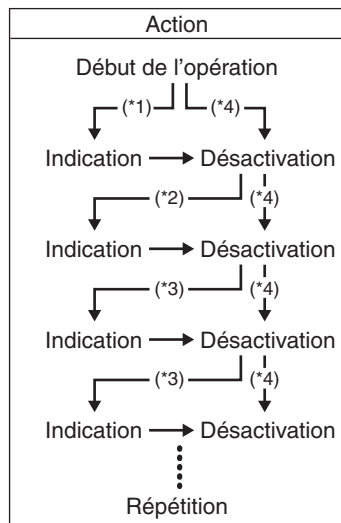 Action
Début de l'opération
(*1) (*4)
Indication Désactivation
(*2) (*4)
Indication Désactivation
(*3) (*4)
Indication Désactivation
(*3) (*4)
Indication Désactivation
Répétition